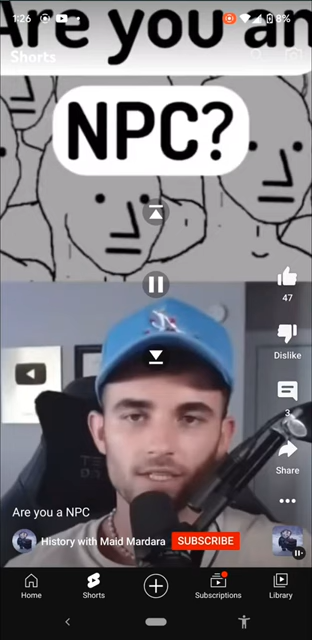 1:26
8%
Are you an
Shorts
NPC?
47
Dislike
3
Share
Are you a NPC
History with Maid Mardara
SUBSCRIBE
Home
Shorts
Subscriptions
Library